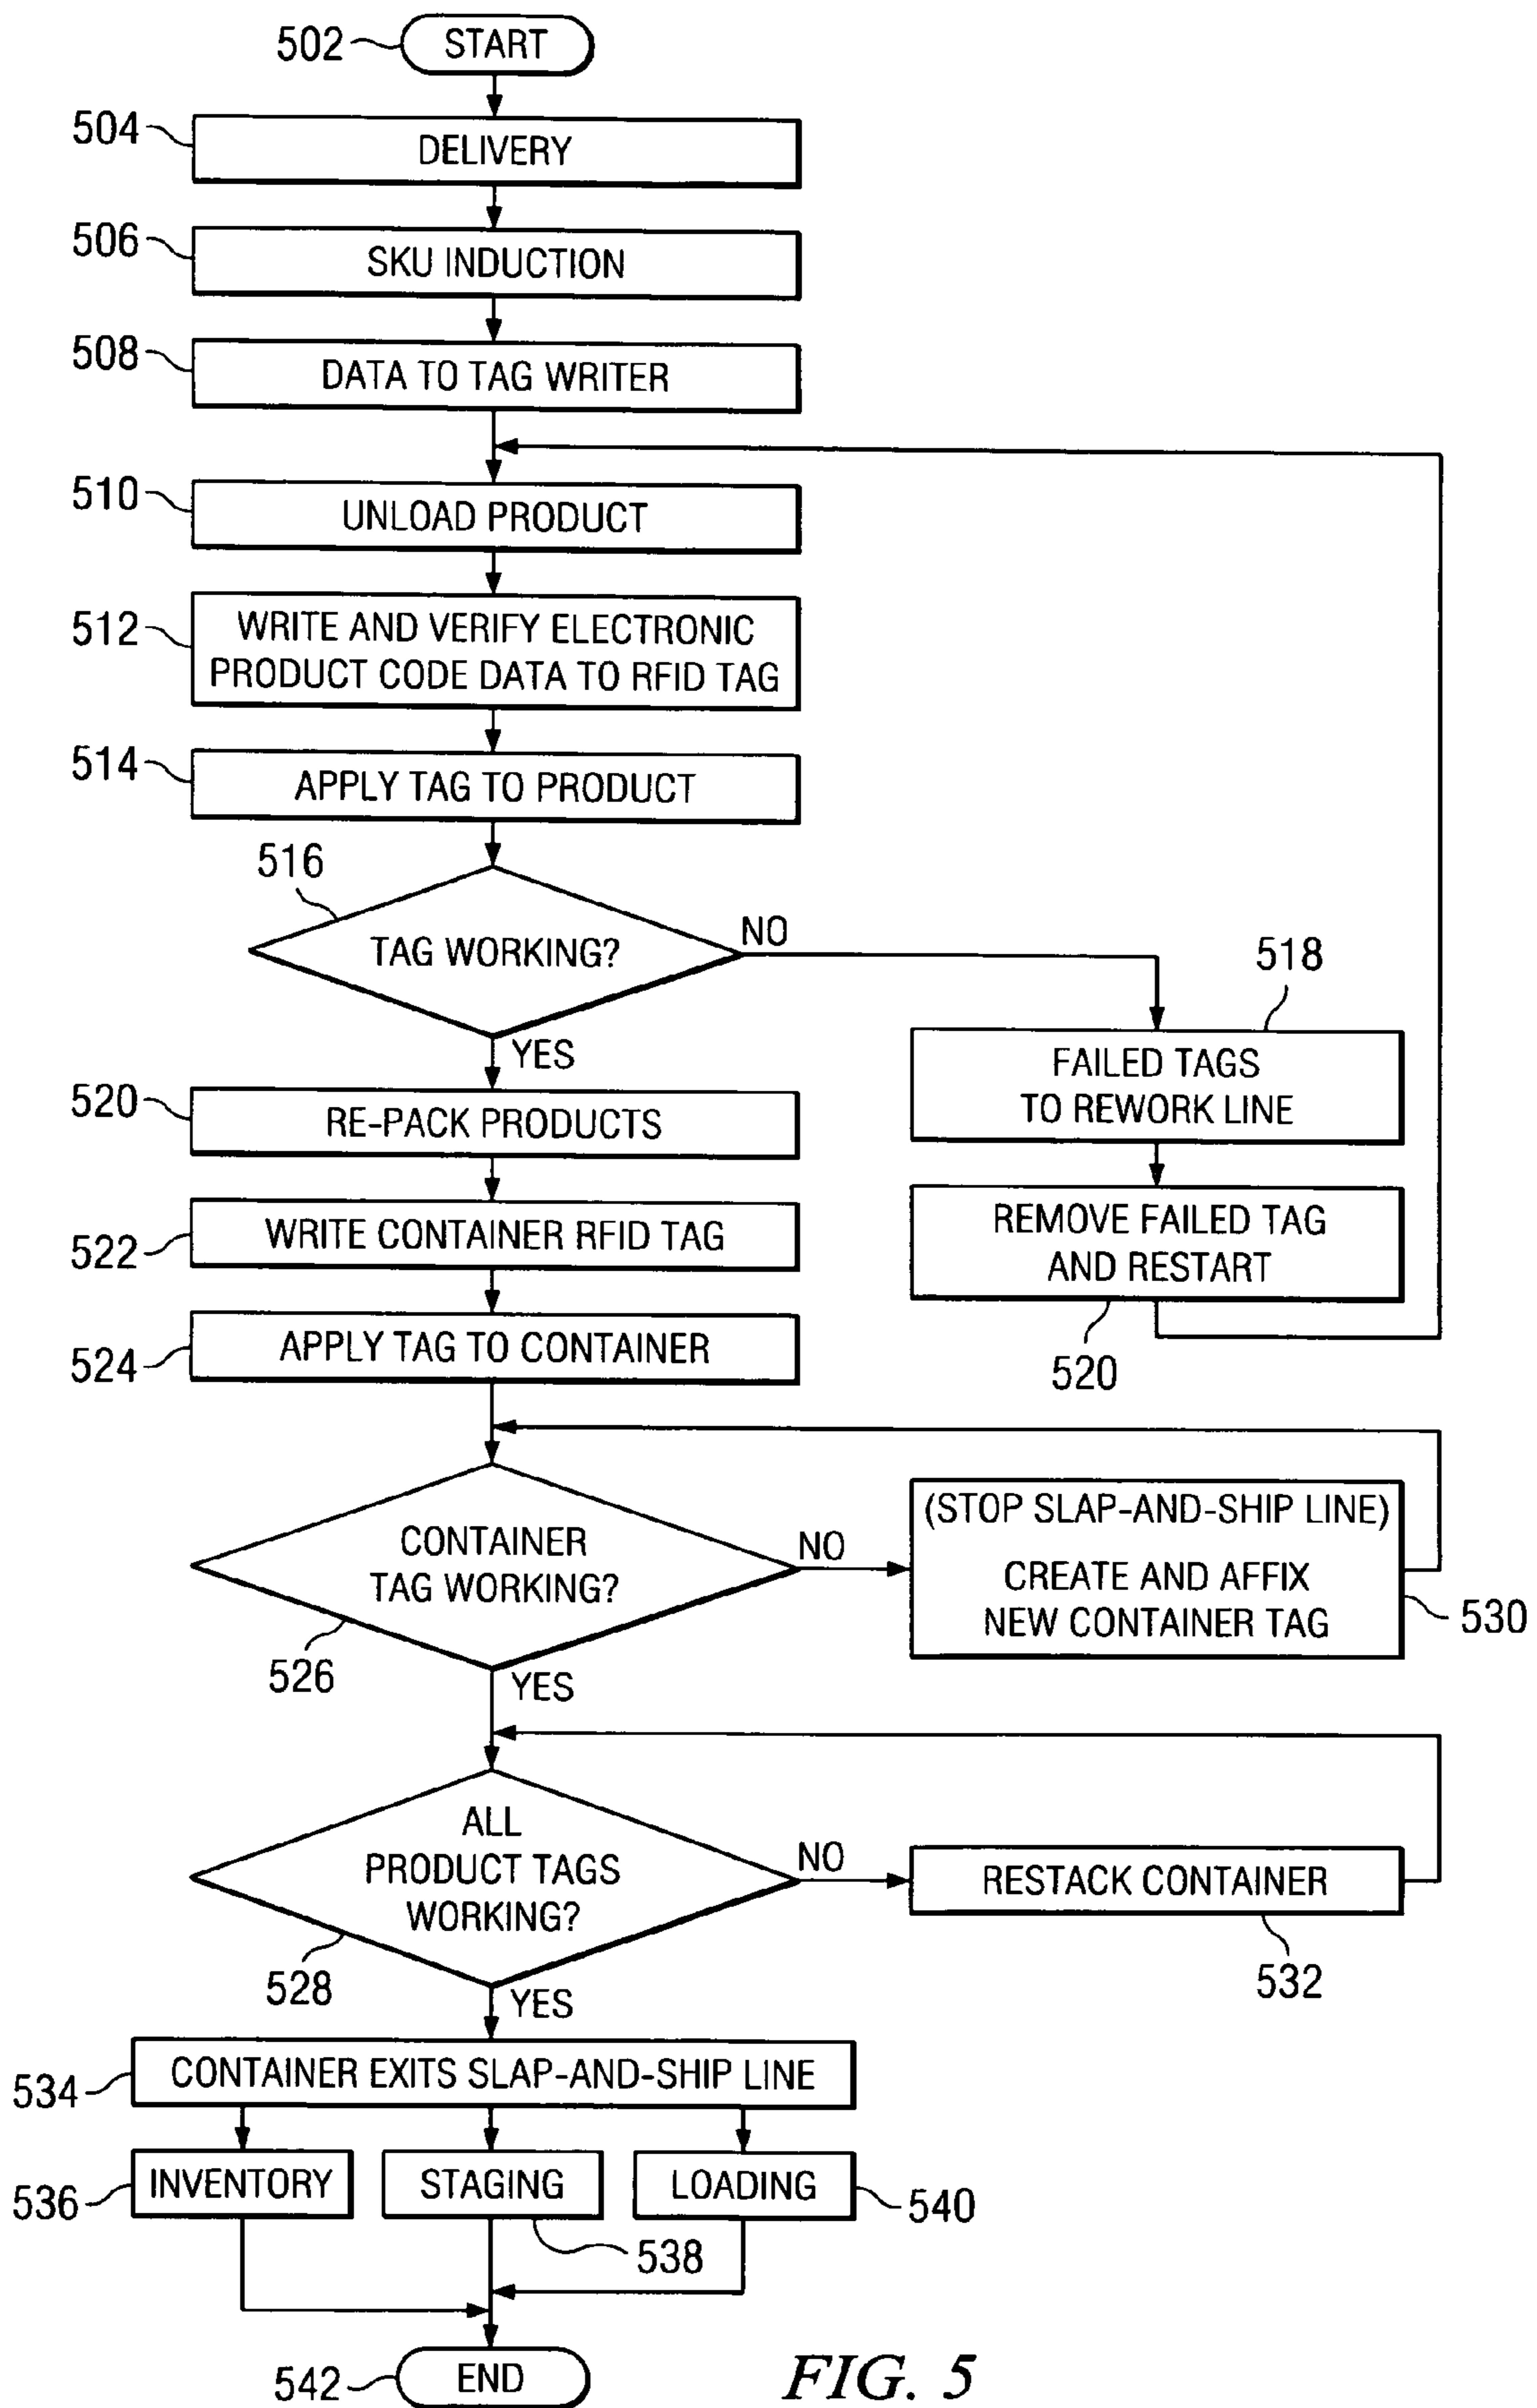 502
START
504
DELIVERY
506
SKU INDUCTION
508
DATA TO TAG WRITER
510
UNLOAD PRODUCT
512
WRITE AND VERIFY ELECTRONIC
PRODUCT CODE DATA TO RFID TAG
514
APPLY TAG TO PRODUCT
516
TAG WORKING?
NO
YES
518
FAILED TAGS
TO REWORK LINE
REMOVE FAILED TAG
AND RESTART
520
520
RE-PACK PRODUCTS
522
WRITE CONTAINER RFID TAG
524
APPLY TAG TO CONTAINER
CONTAINER
TAG WORKING?
526
NO
YES
(STOP SLAP-AND-SHIP LINE)
CREATE AND AFFIX
NEW CONTAINER TAG
530
ALL
PRODUCT TAGS
WORKING?
528
NO
YES
RESTACK CONTAINER
532
534
CONTAINER EXITS SLAP-AND-SHIP LINE
536
INVENTORY
STAGING
538
LOADING
540
542
END
FIG. 5